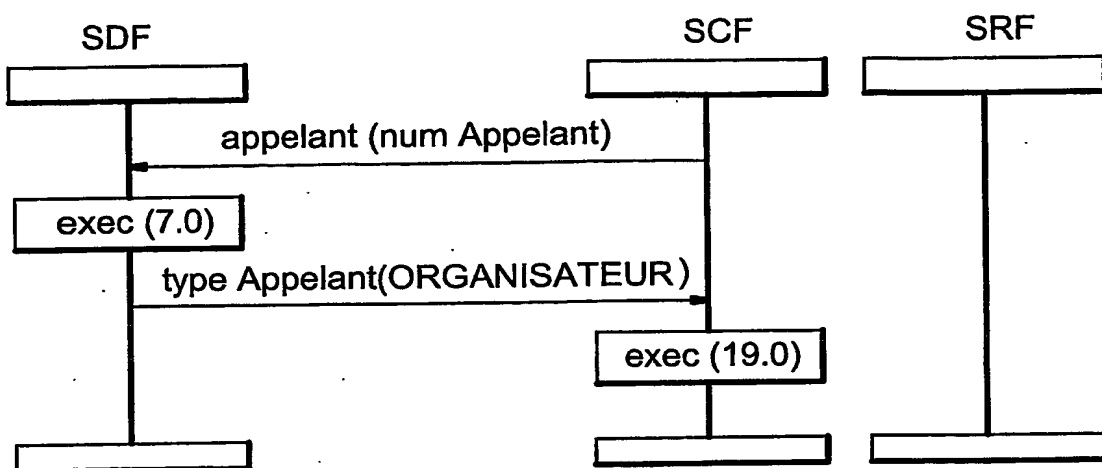 SDF SCF SRF
appelant (num Appelant)
exec (7.0)
type Appelant(ORGANISATEUR)
exec (19.0)